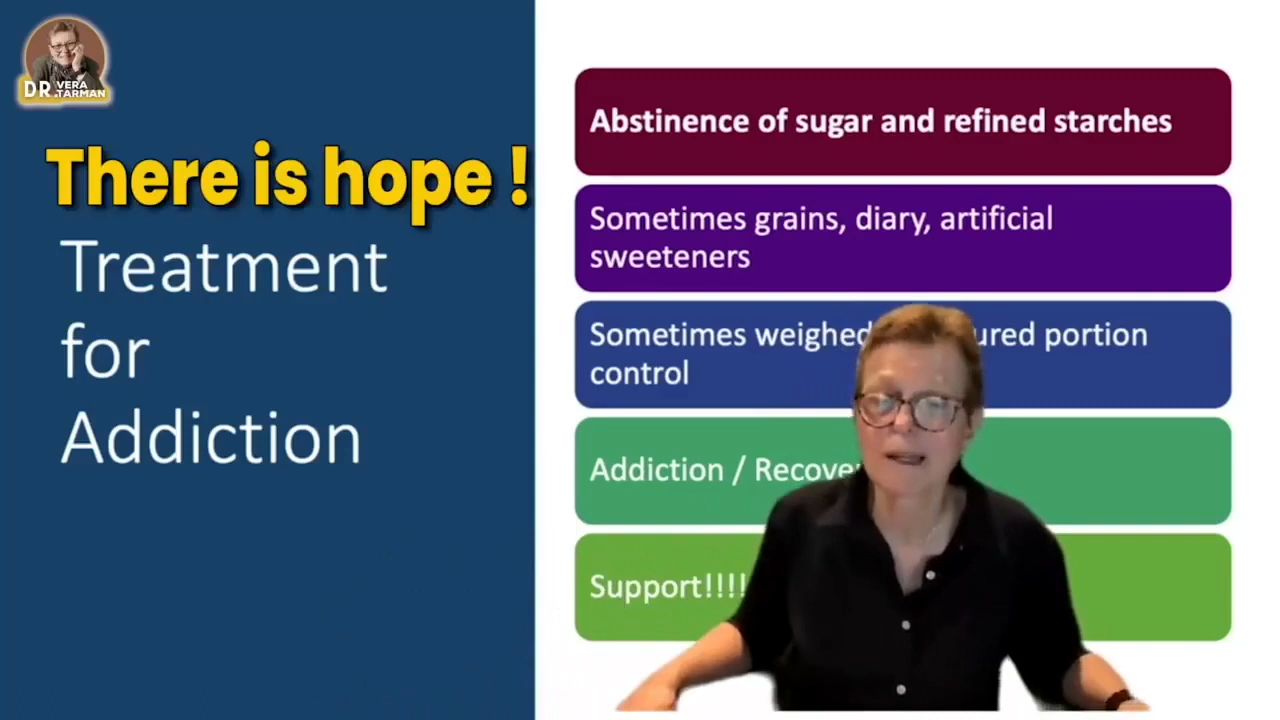 DR. VERA TARMAN
There is hope !
Treatment
for
Addiction
Abstinence of sugar and refined starches
Sometimes grains, diary, artificial
sweeteners
Sometimes weighed portion
control
Addiction /
Support!!!!